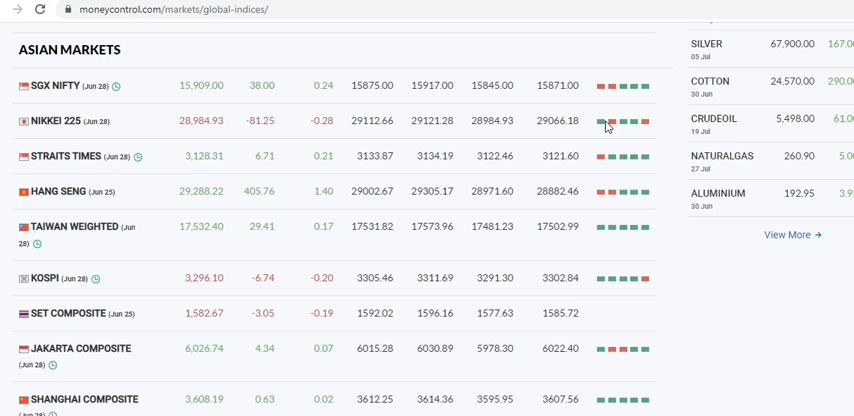 moneycontrol.com/markets/global-indices/
ASIAN MARKETS
SGX NIFTY (Jun 28) 15,909.00 38.00 0.24 15875.00 15917.00 15845.00 15871.00
NIKKEI 225 (Jun 28) 28,984.93 -81.25 -0.28 29112.66 29121.28 28984.93 29066.18
STRAITS TIMES (Jun 28) 3,128.31 6.71 0.21 3133.87 3134.19 3122.46 3121.60
HANG SENG (Jun 25) 29,288.22 405.76 1.40 29002.67 29305.17 28971.60 28882.46
TAIWAN WEIGHTED (Jun 17,532.40 29.41 0.17 17531.82 17573.96 17481.23 17502.99
28)
KOSPI (Jun 28) 3,296.10 -6.74 -0.20 3305.46 3311.69 3291.30 3302.84
SET COMPOSITE (Jun 25) 1,582.67 -3.05 -0.19 1592.02 1596.16 1577.63 1585.72
JAKARTA COMPOSITE 6,026.74 4.34 0.07 6015.28 6030.89 5978.30 6022.40
(Jun 28)
SHANGHAI COMPOSITE 3,608.19 0.63 0.02 3612.25 3614.36 3595.95 3607.56
(Jun 28)
SILVER 67,900.00 167.00
05 Jul
COTTON 24,570.00 290.00
30 Jun
CRUDEOIL 5,498.00 61.00
19 Jul
NATURALGAS 260.90 5.00
27 Jul
ALUMINIUM 192.95 3.9
30 Jun
View More →